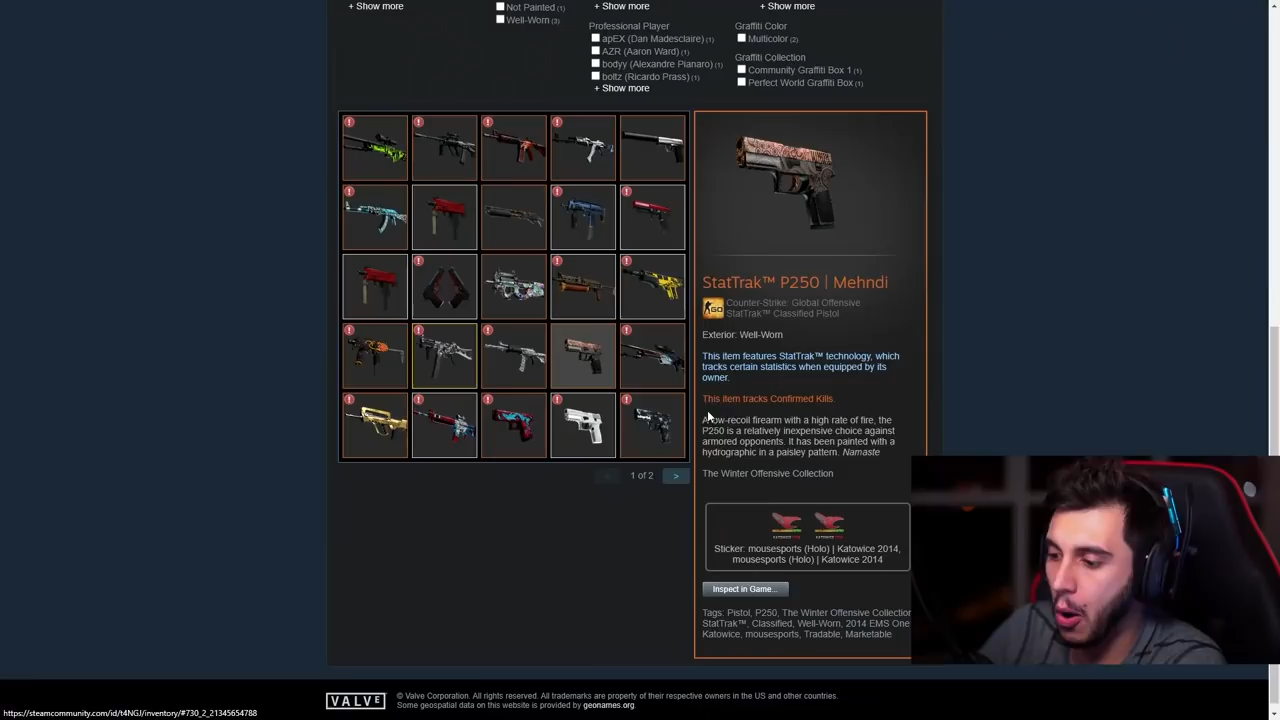 + Show more
Not Painted (1)
Well-Worn (3)
+ Show more
Professional Player
apEX (Dan Madesclaire) (1)
AZR (Aaron Ward) (1)
bodyy (Alexandre Pianaro) (1)
boltz (Ricardo Prass) (1)
+ Show more
+ Show more
Graffiti Color
Multicolor (2)
Graffiti Collection
Community Graffiti Box 1 (1)
Perfect World Graffiti Box (1)
1 of 2
>
StatTrak™ P250 | Mehndi
Counter-Strike: Global Offensive
StatTrak™ Classified Pistol
Exterior: Well-Worn
This item features StatTrak™ technology, which
tracks certain statistics when equipped by its
owner.
This item tracks Confirmed Kills
A low-recoil firearm with a high rate of fire, the
P250 is a relatively inexpensive choice against
armored opponents. It has been painted with a
hydrographic in a paisley pattern. Namaste
The Winter Offensive Collection
Sticker: mousesports (Holo) | Katowice 2014,
mousesports (Holo) | Katowice 2014
Inspect in Game...
Tags: Pistol, P250, The Winter Offensive Collection
StatTrak™, Classified, Well-Worn, 2014 EMS One
Katowice, mousesports, Tradable, Marketable
VALVE
© Valve Corporation. All rights reserved. All trademarks are property of their respective owners in the US and other countries.
Some geospatial data on this website is provided by geonames.org.
https://steamcommunity.com/id/t4NGJ/inventory/#730_2_21345654788